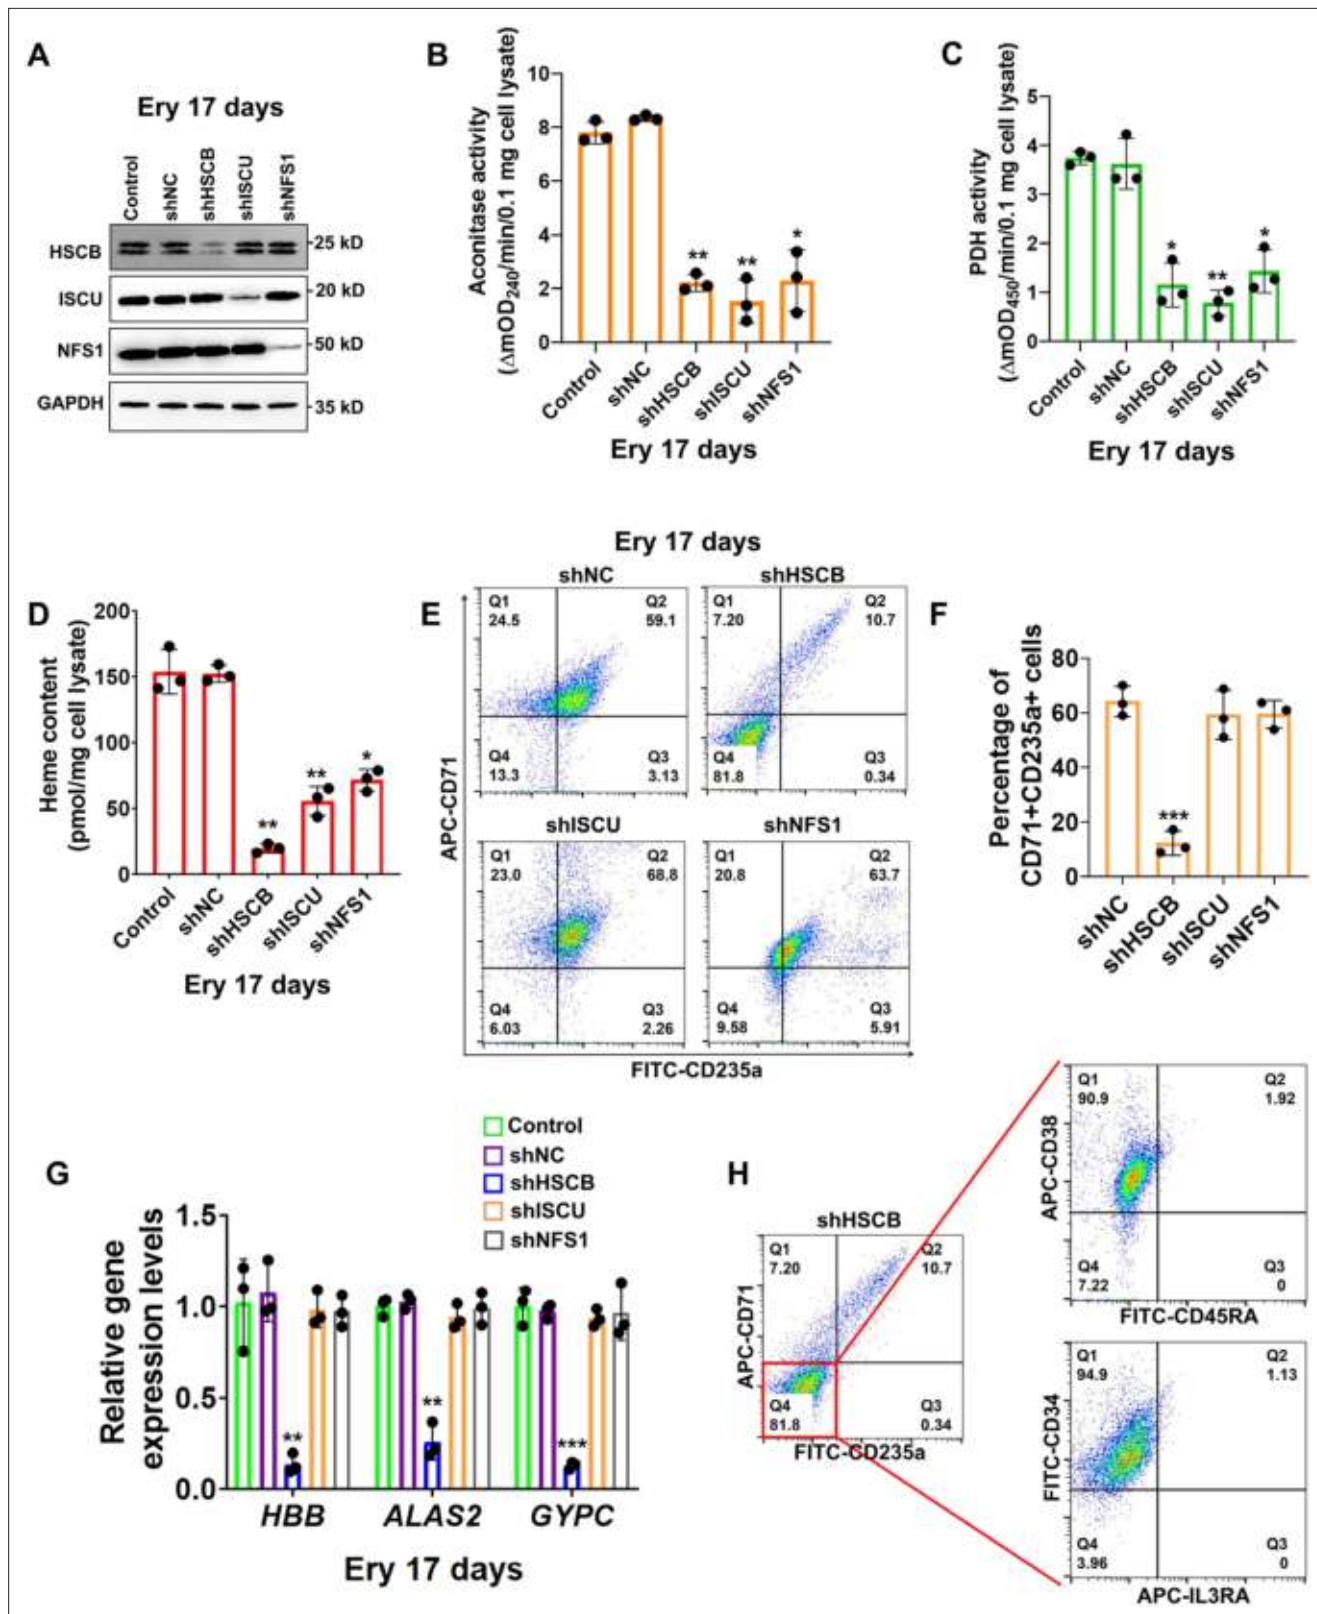 A
Ery 17 days
Control
shNC
shHSCB
shISCU
shNFS1
HSCB
25 kD
ISCU
20 kD
NFS1
50 kD
GAPDH
35 kD
B
Aconitase activity
(ΔmOD240/min/0.1 mg cell lysate)
10
8
6
4
2
0
**
**
*
Control
shNC
shHSCB
shISCU
shNFS1
Ery 17 days
C
PDH activity
(ΔmOD450/min/0.1 mg cell lysate)
5
4
3
2
1
0
*
**
*
Control
shNC
shHSCB
shISCU
shNFS1
Ery 17 days
D
Heme content
(pmol/mg cell lysate)
200
150
100
50
0
**
**
*
Control
shNC
shHSCB
shISCU
shNFS1
Ery 17 days
E
Ery 17 days
shNC
Q1
24.5
Q2
59.1
Q4
13.3
Q3
3.13
shHSCB
Q1
7.20
Q2
10.7
Q4
81.8
Q3
0.34
shISCU
Q1
23.0
Q2
68.8
Q4
6.03
Q3
2.26
shNFS1
Q1
20.8
Q2
63.7
Q4
9.58
Q3
5.91
APC-CD71
FITC-CD235a
F
Percentage of
CD71+CD235a+ cells
80
60
40
20
0
***
shNC
shHSCB
shISCU
shNFS1
G
Control
shNC
shHSCB
shISCU
shNFS1
Relative gene
expression levels
1.5
1.0
0.5
0.0
**
**
***
HBB
ALAS2
GYPC
Ery 17 days
H
shHSCB
Q1
7.20
Q2
10.7
Q4
81.8
Q3
0.34
APC-CD71
FITC-CD235a
Q1
90.9
Q2
1.92
Q4
7.22
Q3
0
APC-CD38
FITC-CD45RA
Q1
94.9
Q2
1.13
Q4
3.96
Q3
0
FITC-CD34
APC-IL3RA